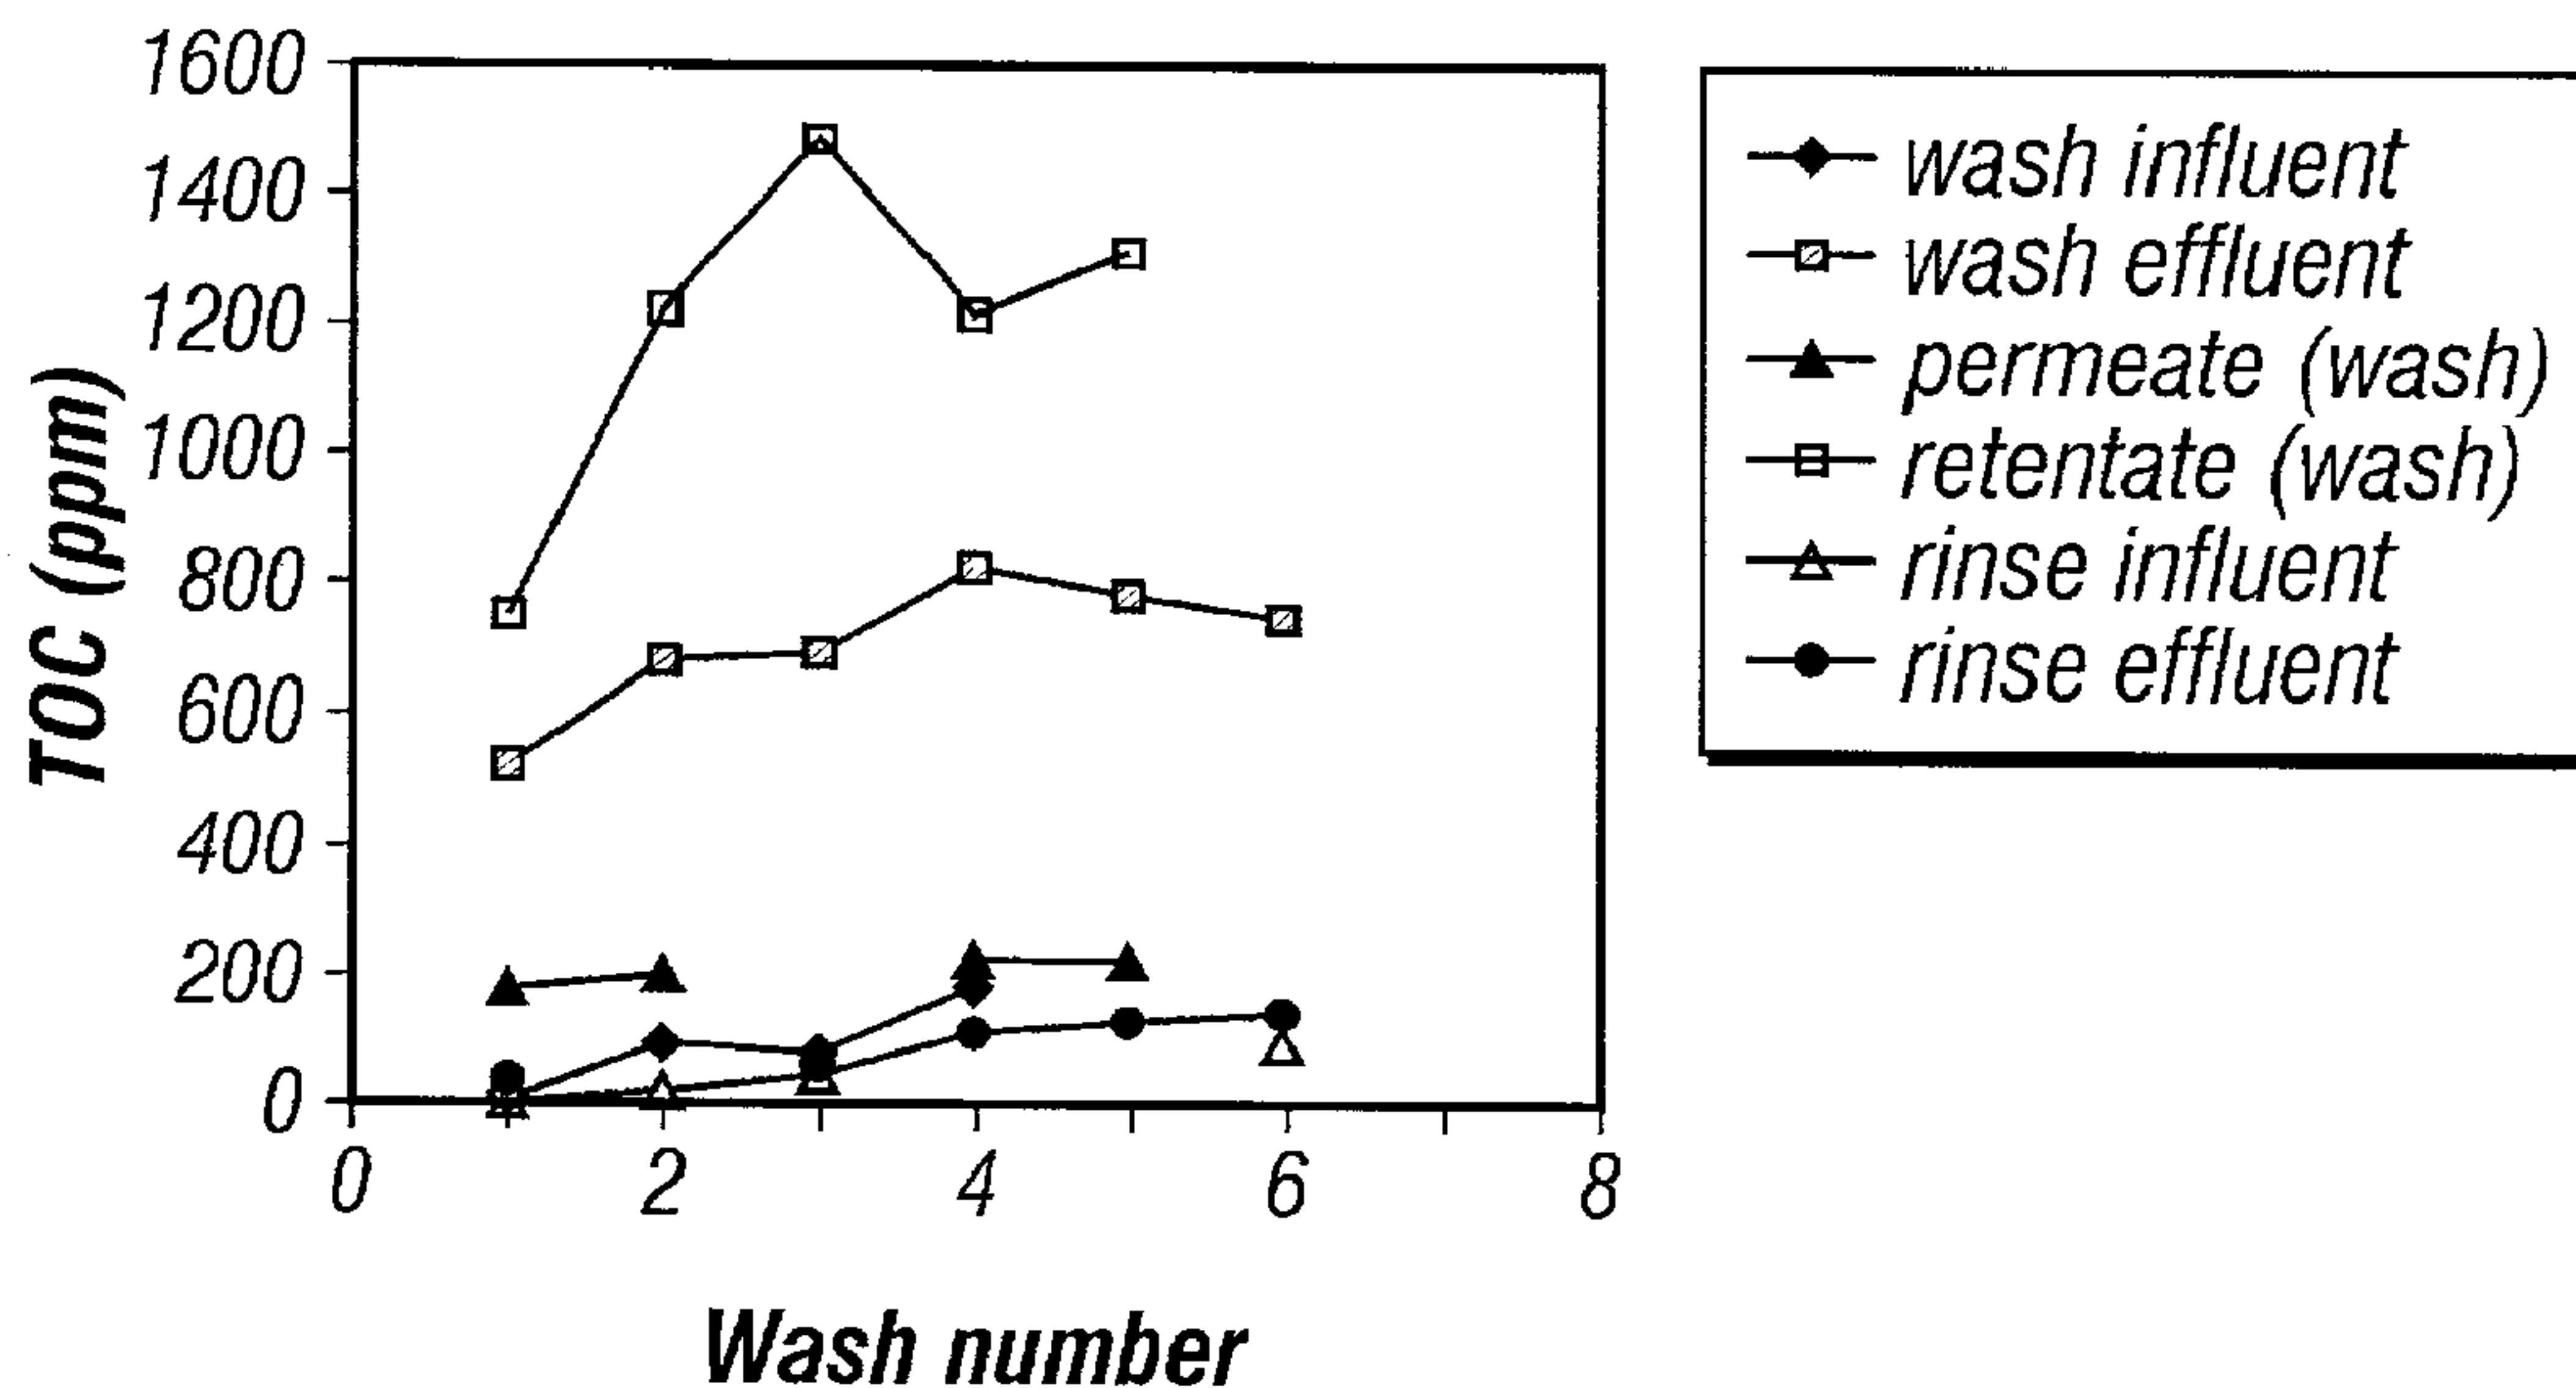 TOC (ppm)
1600
1400
1200
1000
800
600
400
200
0
0 2 4 6 8
Wash number
wash influent
wash effluent
permeate (wash)
retentate (wash)
rinse influent
rinse effluent